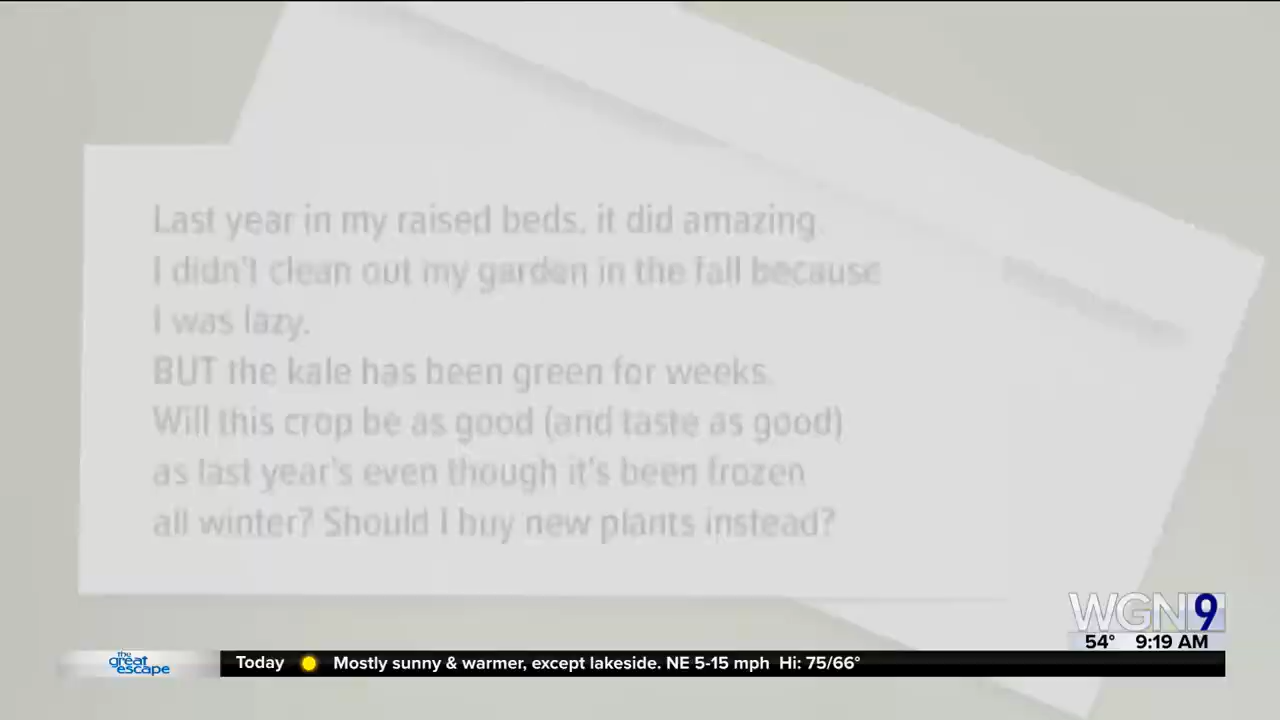 Last year in my raised beds, it did amazing.
I didn't clean out my garden in the fall because
I was lazy.
BUT the kale has been green for weeks.
Will this crop be as good (and taste as good)
as last year's even though it's been frozen
all winter? Should I buy new plants instead?
WGN9
54° 9:19 AM
the
great
escape
Today Mostly sunny & warmer, except lakeside. NE 5-15 mph Hi: 75/66°